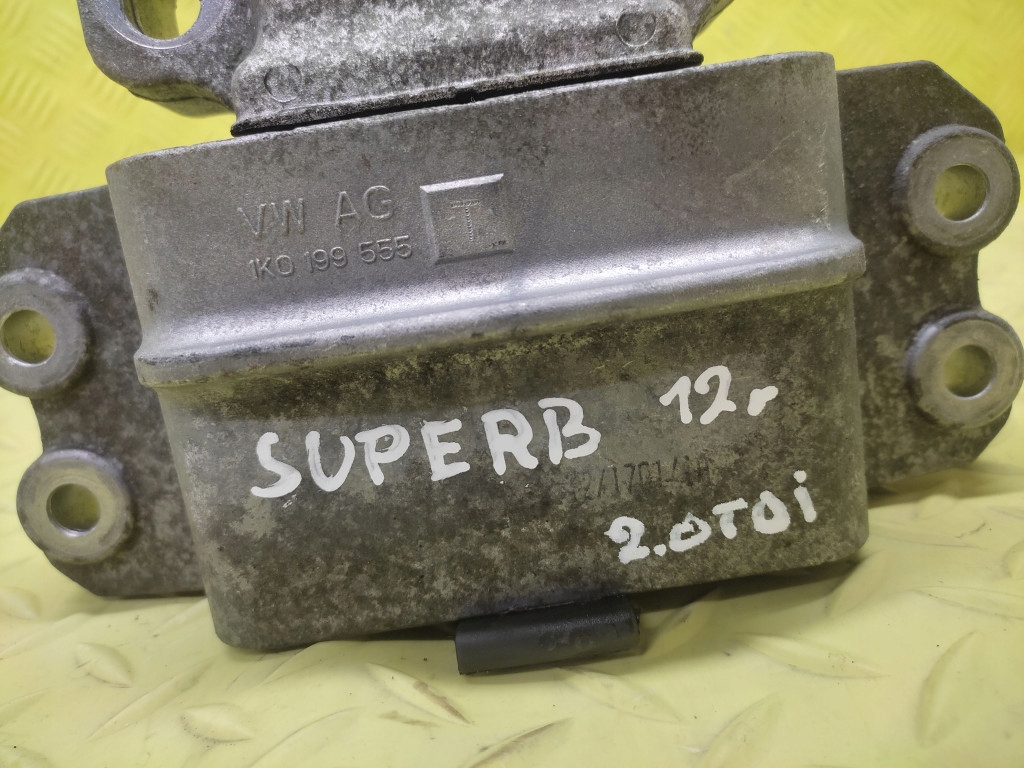 VW AG
1K0 199 555
SUPERB 12г
2.0TDi